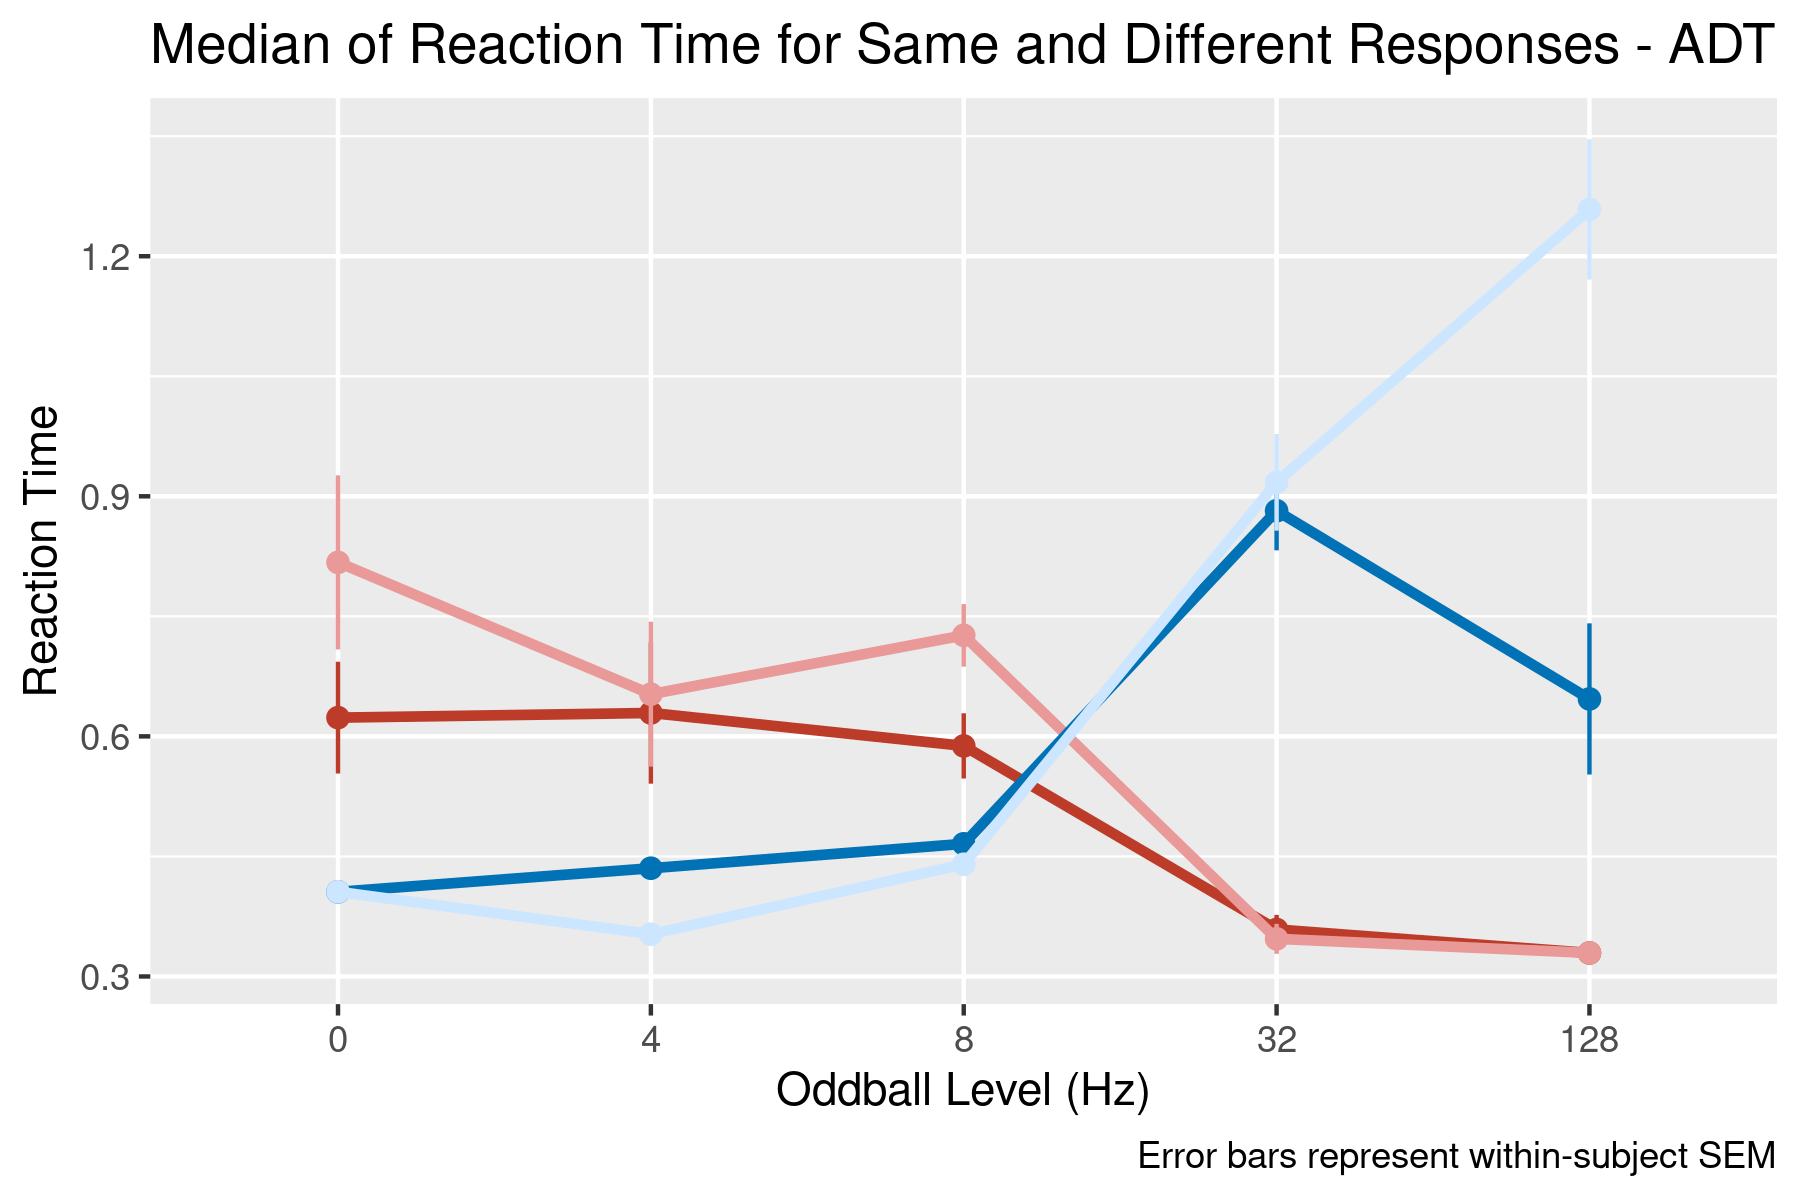 Median of Reaction Time for Same and Different Responses - ADT
Reaction Time
1.2
0.9
0.6
0.3
0 4 8 32 128
Oddball Level (Hz)
Error bars represent within-subject SEM